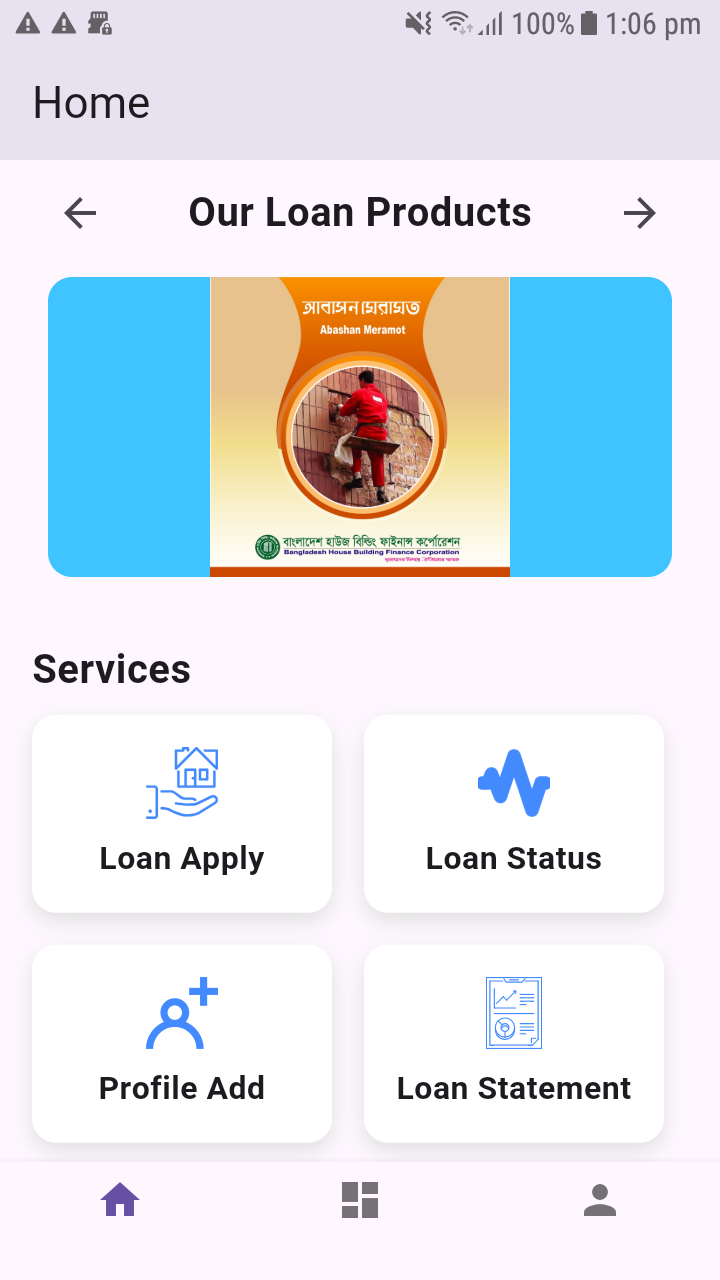 100% 1:06 pm
Home
Our Loan Products
আবাসন মেরামত
Abashan Meramot
বাংলাদেশ হাউজ বিল্ডিং ফাইনান্স কর্পোরেশন
Bangladesh House Building Finance Corporation
Services
Loan Apply
Loan Status
Profile Add
Loan Statement